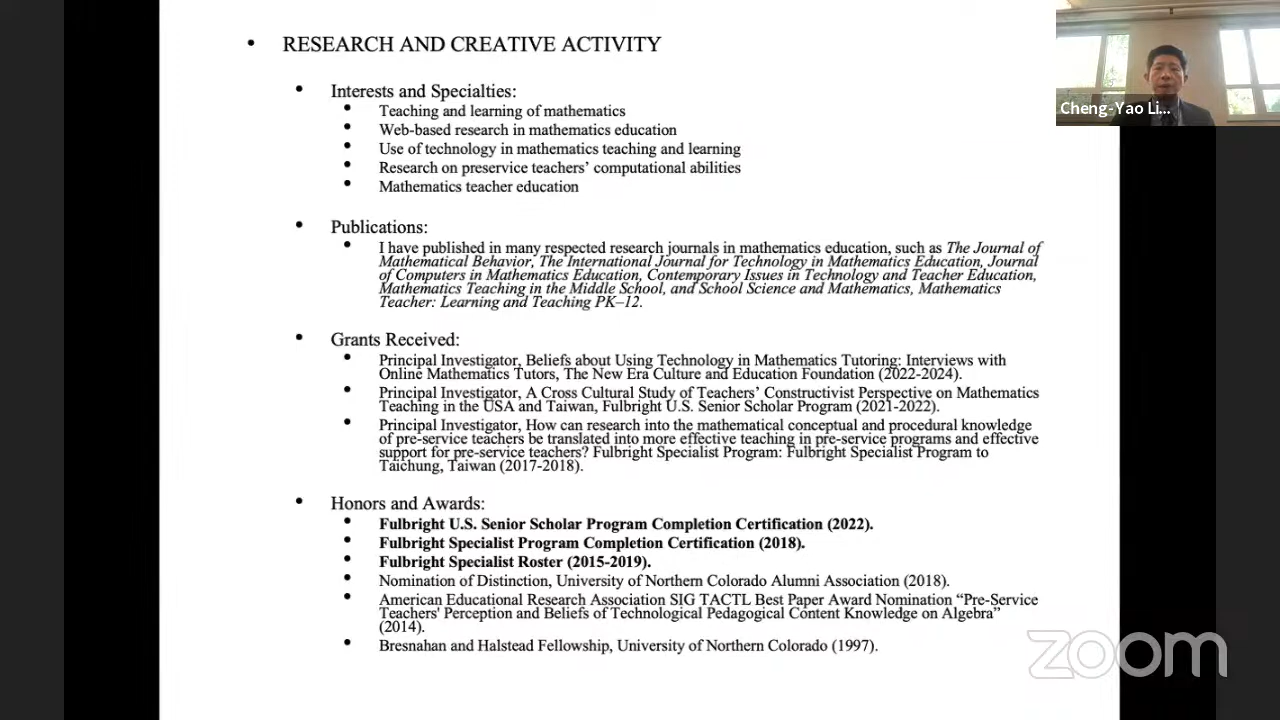 RESEARCH AND CREATIVE ACTIVITY
Interests and Specialties:
Teaching and learning of mathematics
Web-based research in mathematics education
Use of technology in mathematics teaching and learning
Research on preservice teachers’ computational abilities
Mathematics teacher education
Publications:
I have published in many respected research journals in mathematics education, such as The Journal of
Mathematical Behavior, The International Journal for Technology in Mathematics Education, Journal
of Computers in Mathematics Education, Contemporary Issues in Technology and Teacher Education,
Mathematics Teaching in the Middle School, and School Science and Mathematics, Mathematics
Teacher: Learning and Teaching PK–12.
Grants Received:
Principal Investigator, Beliefs about Using Technology in Mathematics Tutoring: Interviews with
Online Mathematics Tutors, The New Era Culture and Education Foundation (2022-2024).
Principal Investigator, A Cross Cultural Study of Teachers’ Constructivist Perspective on Mathematics
Teaching in the USA and Taiwan, Fulbright U.S. Senior Scholar Program (2021-2022).
Principal Investigator, How can research into the mathematical conceptual and procedural knowledge
of pre-service teachers be translated into more effective teaching in pre-service programs and effective
support for pre-service teachers? Fulbright Specialist Program: Fulbright Specialist Program to
Taichung, Taiwan (2017-2018).
Honors and Awards:
Fulbright U.S. Senior Scholar Program Completion Certification (2022).
Fulbright Specialist Program Completion Certification (2018).
Fulbright Specialist Roster (2015-2019).
Nomination of Distinction, University of Northern Colorado Alumni Association (2018).
American Educational Research Association SIG TACTL Best Paper Award Nomination “Pre-Service
Teachers' Perception and Beliefs of Technological Pedagogical Content Knowledge on Algebra”
(2014).
Bresnahan and Halstead Fellowship, University of Northern Colorado (1997).
Cheng-Yao Li...
zoom